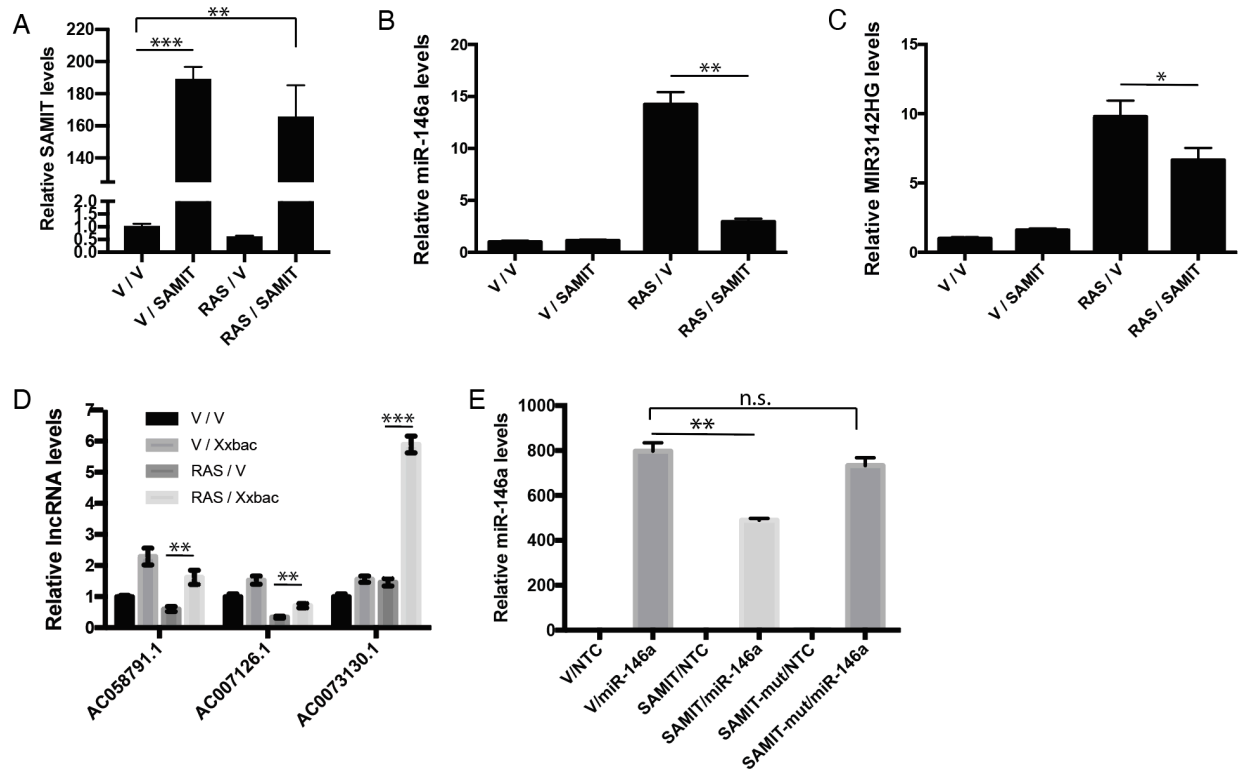 A
Relative SAMIT levels
220
200
180
160
140
2.0
1.5
1.0
0.5
0.0
***
**
V / V
V / SAMIT
RAS / V
RAS / SAMIT
B
Relative miR-146a levels
20
15
10
5
0
**
V / V
V / SAMIT
RAS / V
RAS / SAMIT
C
Relative MIR3142HG levels
15
10
5
0
*
V / V
V / SAMIT
RAS / V
RAS / SAMIT
D
Relative lncRNA levels
7
6
5
4
3
2
1
0
V / V
V / Xxbac
RAS / V
RAS / Xxbac
**
**
***
AC058791.1
AC007126.1
AC0073130.1
E
Relative miR-146a levels
1000
800
600
400
200
0
n.s.
**
V/NTC
V/miR-146a
SAMIT/NTC
SAMIT/miR-146a
SAMIT-mut/NTC
SAMIT-mut/miR-146a